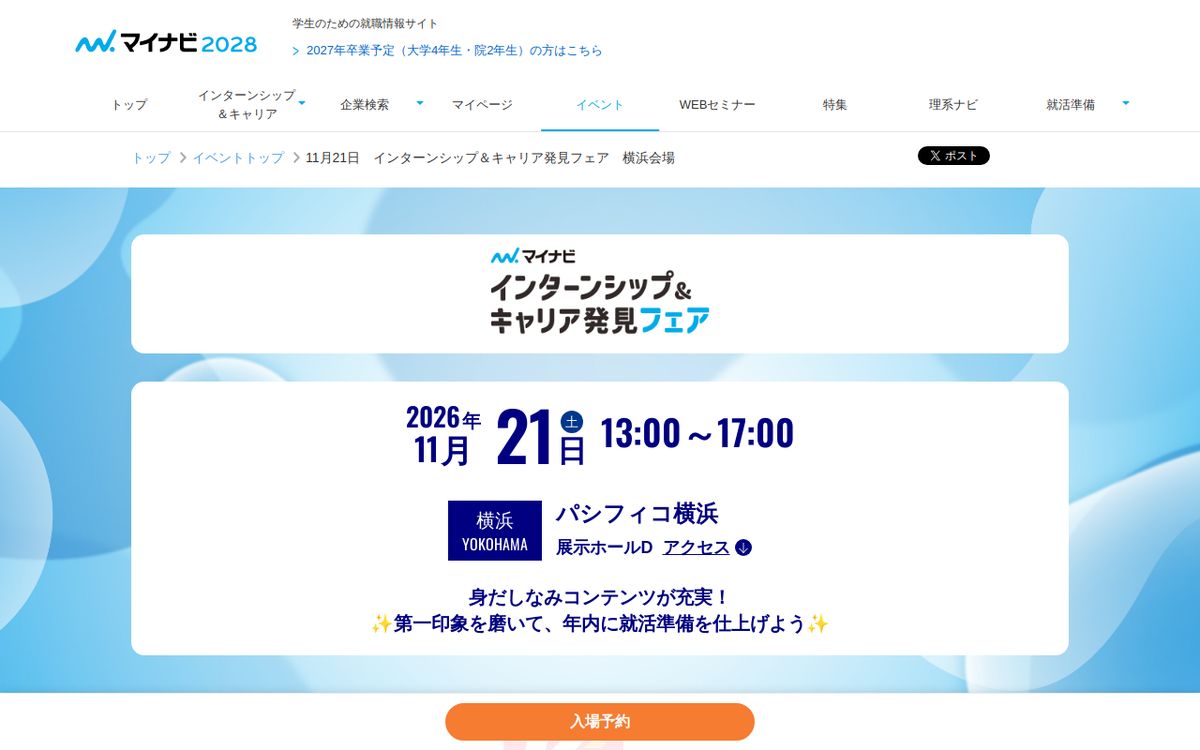 マイナビ2028
学生のための就職情報サイト
2027年卒業予定（大学4年生・院2年生）の方はこちら
トップ
インターンシップ
＆キャリア
企業検索
マイページ
イベント
WEBセミナー
特集
理系ナビ
就活準備
トップ
イベントトップ
11月21日　インターンシップ＆キャリア発見フェア　横浜会場
ポスト
マイナビ
インターンシップ&
キャリア発見フェア
2026年
11月
21日
土
13:00～17:00
横浜
YOKOHAMA
パシフィコ横浜
展示ホールD アクセス
身だしなみコンテンツが充実！
✨第一印象を磨いて、年内に就活準備を仕上げよう✨
入場予約